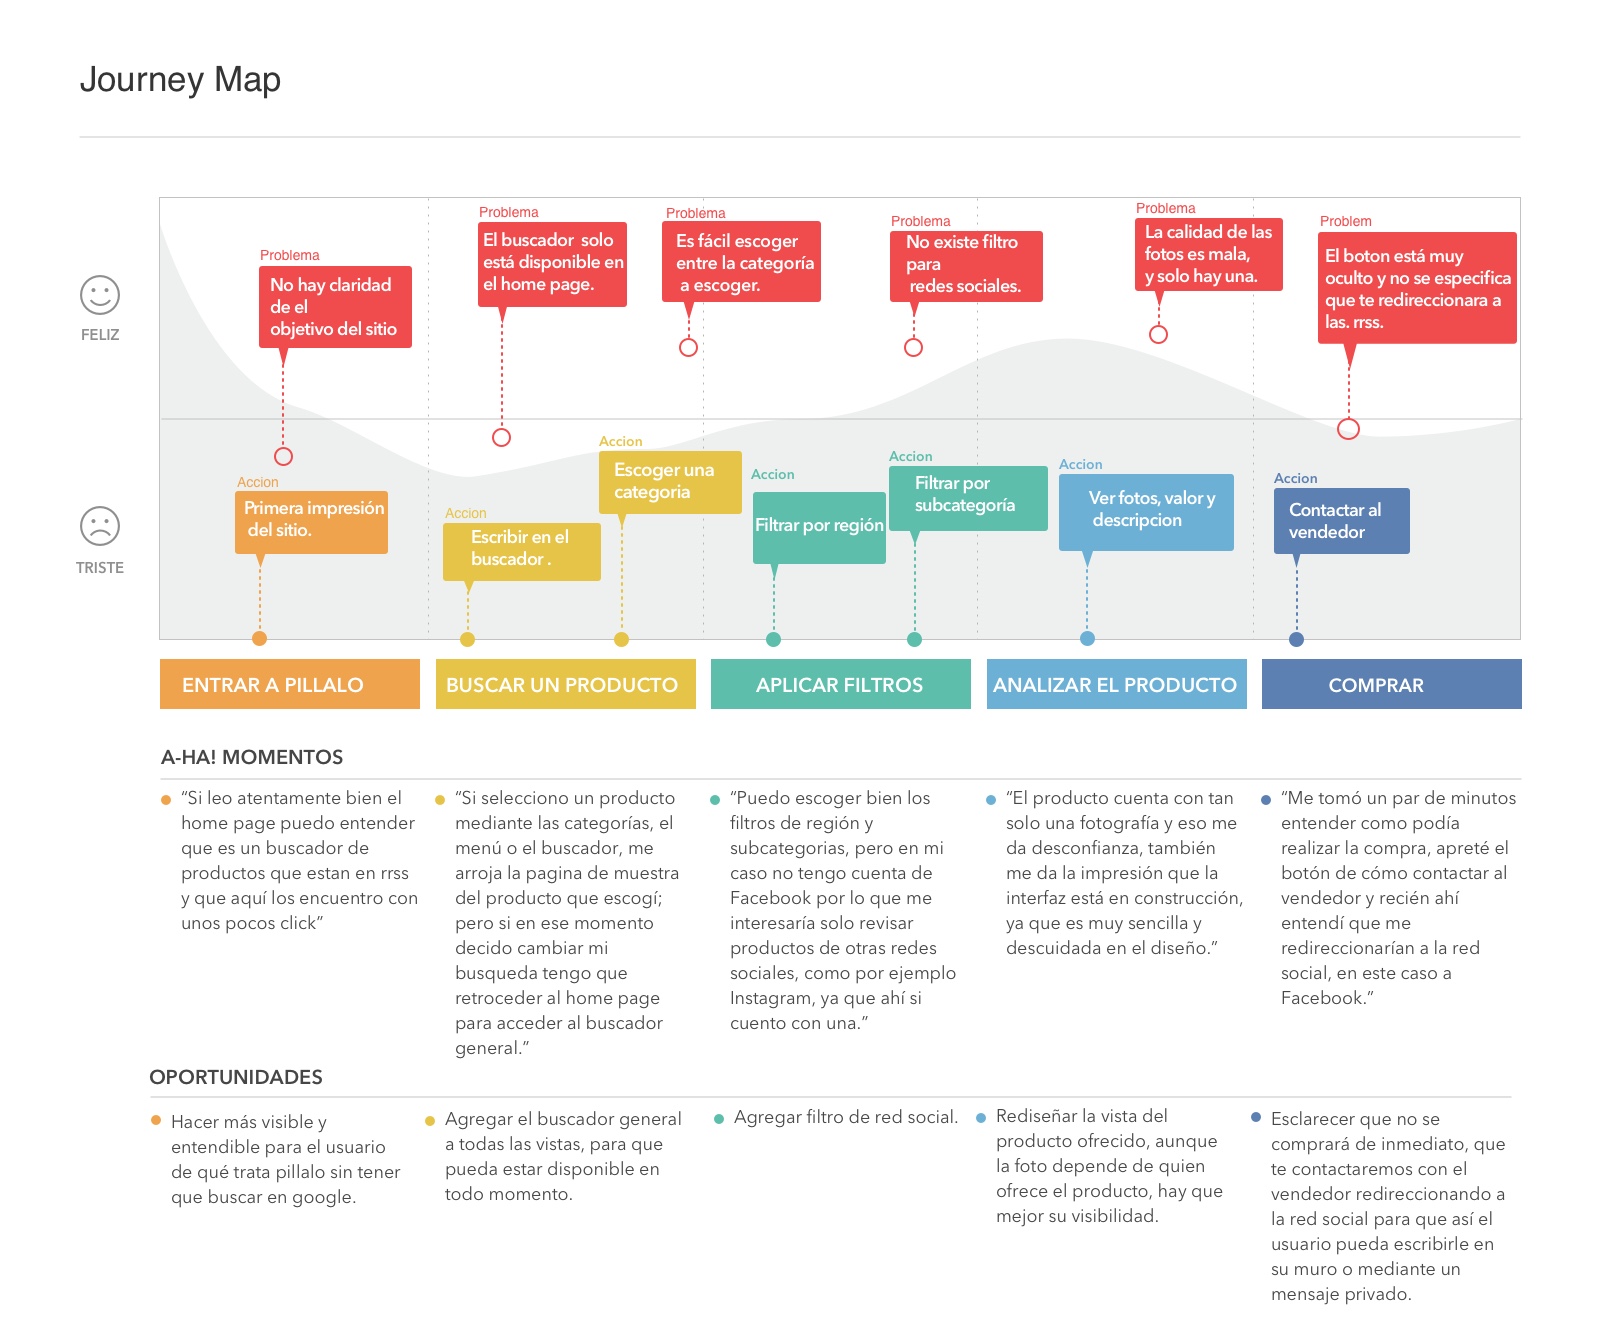 Journey Map
FELIZ
TRISTE
Problema
No hay claridad
de el
objetivo del sitio
Problema
El buscador  solo
está disponible en
el home page.
Problema
Es fácil escoger
entre la categoría
a escoger.
Problema
No existe filtro
para
redes sociales.
Problema
La calidad de las
fotos es mala,
y solo hay una.
Problem
El boton está muy
oculto y no se especifica
que te redireccionara a
las. rrss.
Accion
Primera impresión
del sitio.
Accion
Escribir en el
buscador .
Accion
Escoger una
categoria
Accion
Filtrar por región
Accion
Filtrar por
subcategoría
Accion
Ver fotos, valor y
descripcion
Accion
Contactar al
vendedor
ENTRAR A PILLALO
BUSCAR UN PRODUCTO
APLICAR FILTROS
ANALIZAR EL PRODUCTO
COMPRAR
A-HA! MOMENTOS
“Si leo atentamente bien el
home page puedo entender
que es un buscador de
productos que estan en rrss
y que aquí los encuentro con
unos pocos click”
“Si selecciono un producto
mediante las categorías, el
menú o el buscador, me
arroja la pagina de muestra
del producto que escogí;
pero si en ese momento
decido cambiar mi
busqueda tengo que
retroceder al home page
para acceder al buscador
general.”
“Puedo escoger bien los
filtros de región y
subcategorias, pero en mi
caso no tengo cuenta de
Facebook por lo que me
interesaría solo revisar
productos de otras redes
sociales, como por ejemplo
Instagram, ya que ahí si
cuento con una.”
“El producto cuenta con tan
solo una fotografía y eso me
da desconfianza, también
me da la impresión que la
interfaz está en construcción,
ya que es muy sencilla y
descuidada en el diseño.”
“Me tomó un par de minutos
entender como podía
realizar la compra, apreté el
botón de cómo contactar al
vendedor y recién ahí
entendí que me
redireccionarían a la red
social, en este caso a
Facebook.”
OPORTUNIDADES
Hacer más visible y
entendible para el usuario
de qué trata pillalo sin tener
que buscar en google.
Agregar el buscador general
a todas las vistas, para que
pueda estar disponible en
todo momento.
Agregar filtro de red social.
Rediseñar la vista del
producto ofrecido, aunque
la foto depende de quien
ofrece el producto, hay que
mejor su visibilidad.
Esclarecer que no se
comprará de inmediato, que
te contactaremos con el
vendedor redireccionando a
la red social para que así el
usuario pueda escribirle en
su muro o mediante un
mensaje privado.